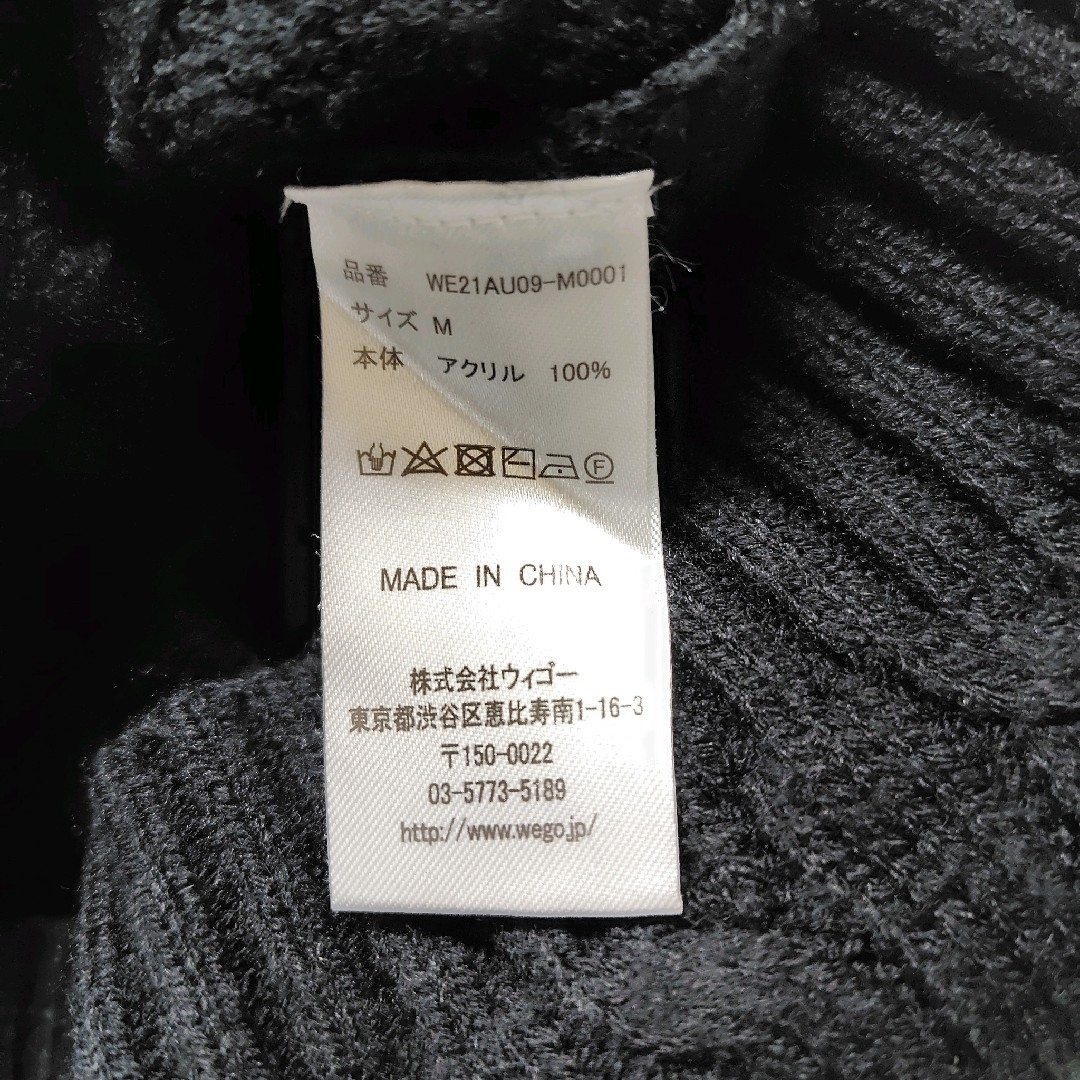 品番 WE21AU09-M0001
サイズ M
本体 アクリル 100%
F
MADE IN CHINA
株式会社ウィゴー
東京都渋谷区恵比寿南1-16-3
〒150-0022
03-5773-5189
http://www.wego.jp/